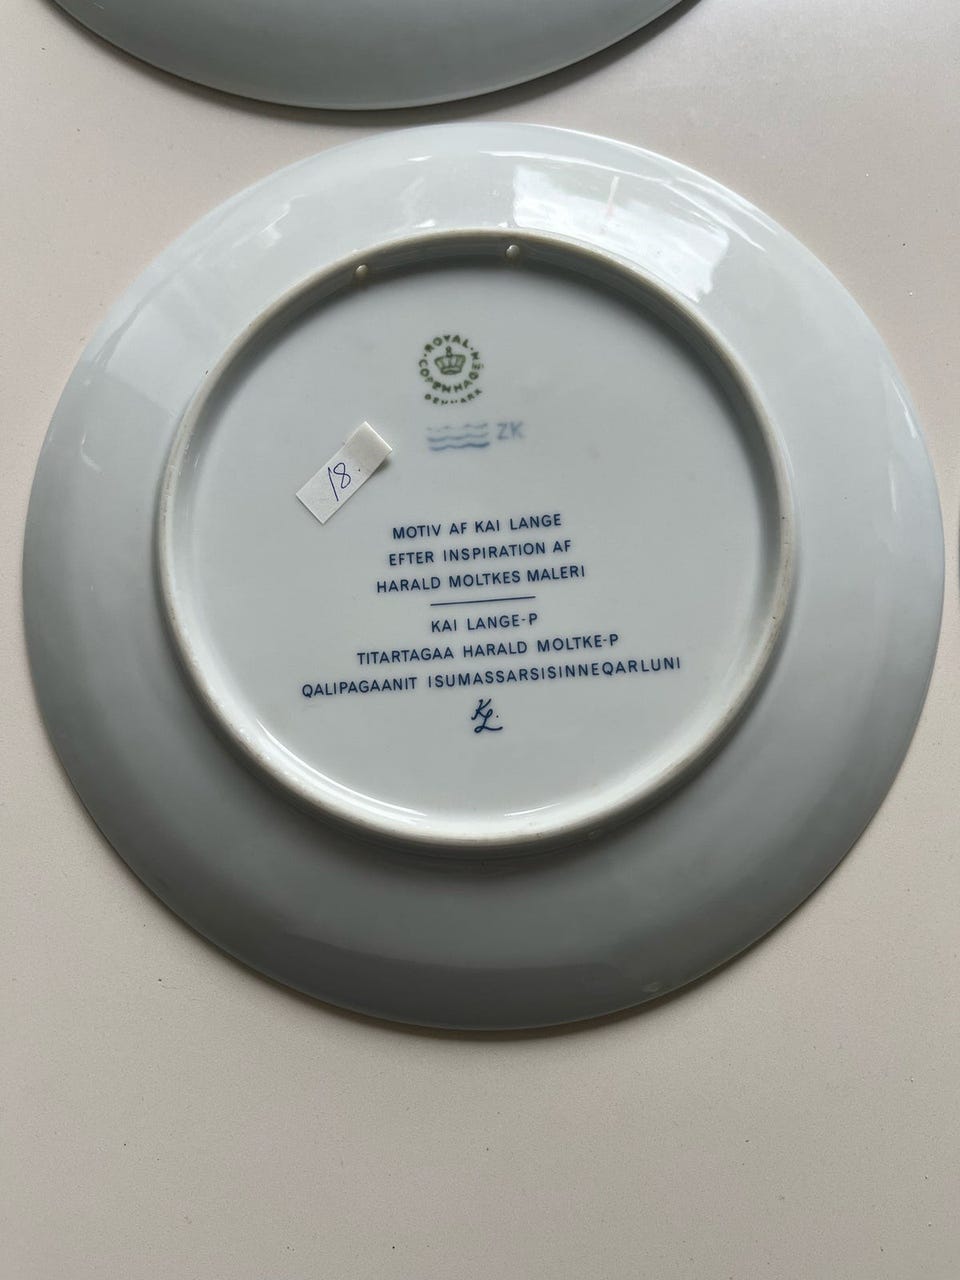 ROYAL
COPENHAGEN
DENMARK
ZK
18.
MOTIV AF KAI LANGE
EFTER INSPIRATION AF
HARALD MOLTKES MALERI
KAI LANGE-P
TITARTAGAA HARALD MOLTKE-P
QALIPAGAANIT ISUMASSARSISINNEQARLUNI
KL.